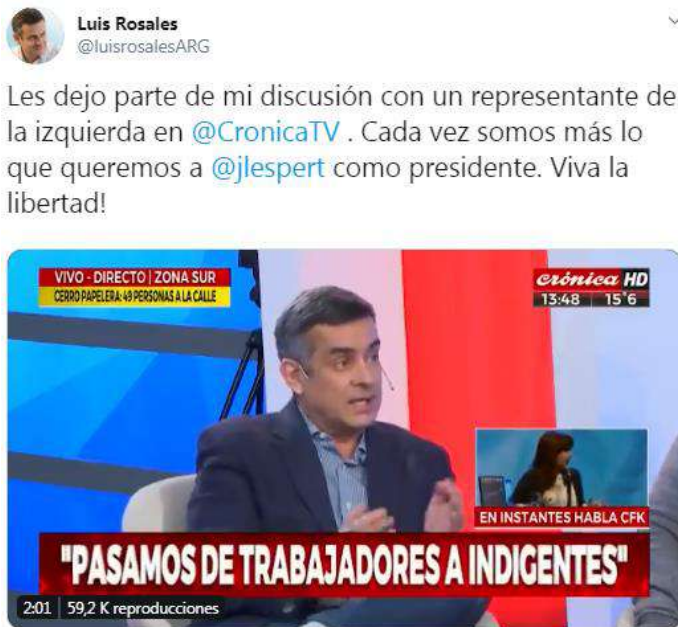 Luis Rosales
@luisrosalesARG
Les dejo parte de mi discusión con un representante de
la izquierda en @CronicaTV . Cada vez somos más lo
que queremos a @jlespert como presidente. Viva la
libertad!
VIVO - DIRECTO | ZONA SUR
CERRO PAPELERA: 49 PERSONAS A LA CALLE
crónica HD
13:48 15°6
EN INSTANTES HABLA CFK
"PASAMOS DE TRABAJADORES A INDIGENTES"
2:01 59,2 K reproducciones